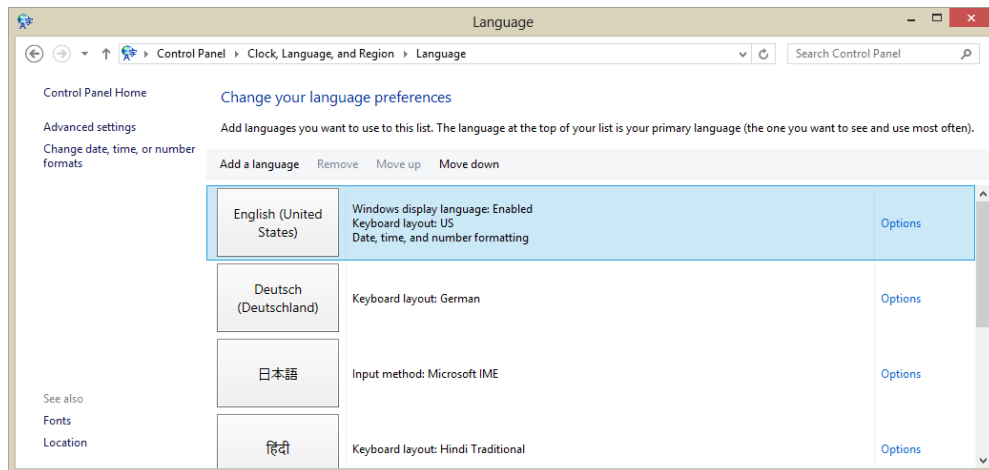 Language
Control Panel Clock, Language, and Region Language
Search Control Panel
Control Panel Home
Advanced settings
Change date, time, or number
formats
See also
Fonts
Location
Change your language preferences
Add languages you want to use to this list. The language at the top of your list is your primary language (the one you want to see and use most often).
Add a language Remove Move up Move down
English (United
States)
Windows display language: Enabled
Keyboard layout: US
Date, time, and number formatting
Options
Deutsch
(Deutschland)
Keyboard layout: German
Options
日本語
Input method: Microsoft IME
Options
हिंदी
Keyboard layout: Hindi Traditional
Options